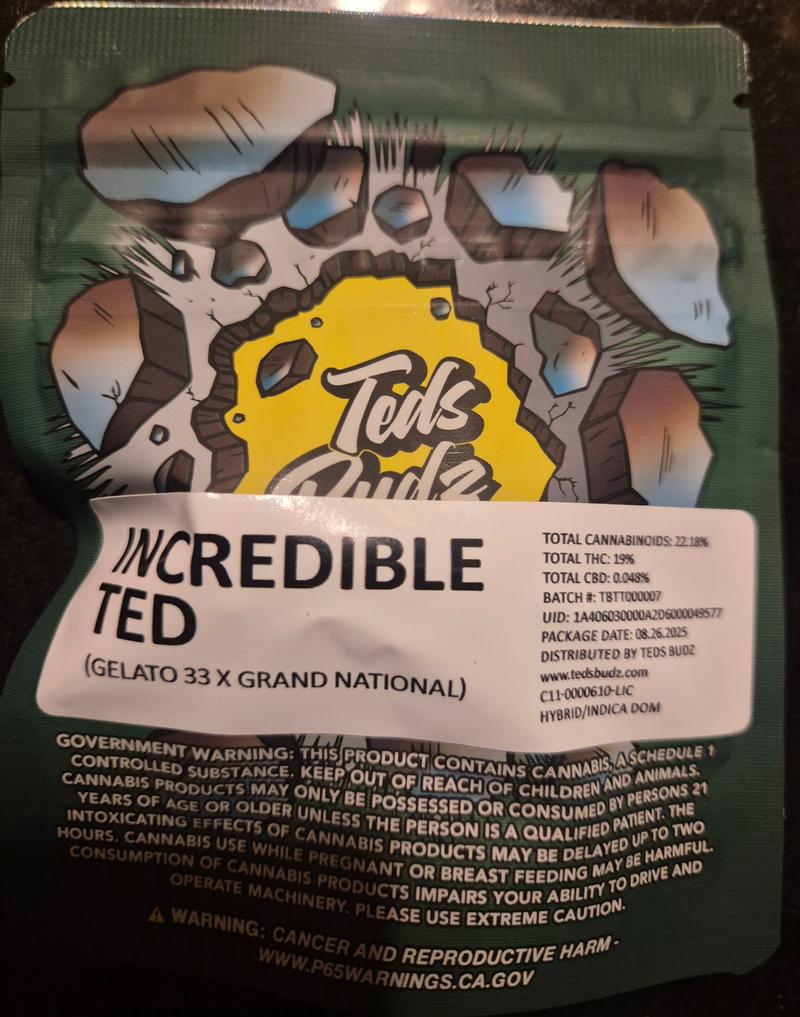 Teds
Budz
INCREDIBLE
TED
(GELATO 33 X GRAND NATIONAL)
TOTAL CANNABINOIDS: 22.18%
TOTAL THC: 19%
TOTAL CBD: 0.048%
BATCH #: TBTT000007
UID: 1A406030000A2D6000049577
PACKAGE DATE: 08.26.2025
DISTRIBUTED BY TEDS BUDZ
www.tedsbudz.com
C11-0000610-LIC
HYBRID/INDICA DOM
GOVERNMENT WARNING: THIS PRODUCT CONTAINS CANNABIS, A SCHEDULE 1
CONTROLLED SUBSTANCE. KEEP OUT OF REACH OF CHILDREN AND ANIMALS.
CANNABIS PRODUCTS MAY ONLY BE POSSESSED OR CONSUMED BY PERSONS 21
YEARS OF AGE OR OLDER UNLESS THE PERSON IS A QUALIFIED PATIENT. THE
INTOXICATING EFFECTS OF CANNABIS PRODUCTS MAY BE DELAYED UP TO TWO
HOURS. CANNABIS USE WHILE PREGNANT OR BREAST FEEDING MAY BE HARMFUL.
CONSUMPTION OF CANNABIS PRODUCTS IMPAIRS YOUR ABILITY TO DRIVE AND
OPERATE MACHINERY. PLEASE USE EXTREME CAUTION.
WARNING: CANCER AND REPRODUCTIVE HARM -
WWW.P65WARNINGS.CA.GOV